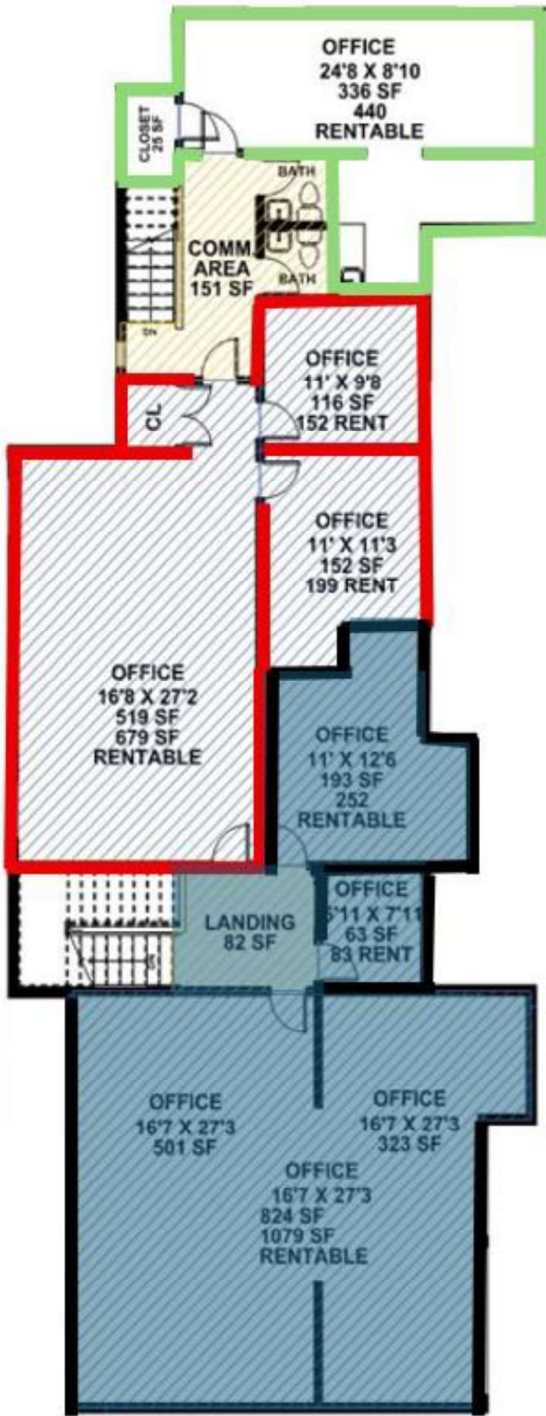 OFFICE
24'8 X 8'10
336 SF
440
RENTABLE
CLOSET
25 SF
BATH
COMM
AREA
151 SF
BATH
DN
OFFICE
11' X 9'8
116 SF
152 RENT
CL
OFFICE
11' X 11'3
152 SF
199 RENT
OFFICE
16'8 X 27'2
519 SF
679 SF
RENTABLE
OFFICE
11' X 12'6
193 SF
252
RENTABLE
OFFICE
X 7'11
63 SF
83 RENT
LANDING
82 SF
DN
OFFICE
16'7 X 27'3
501 SF
OFFICE
16'7 X 27'3
323 SF
OFFICE
16'7 X 27'3
824 SF
1079 SF
RENTABLE